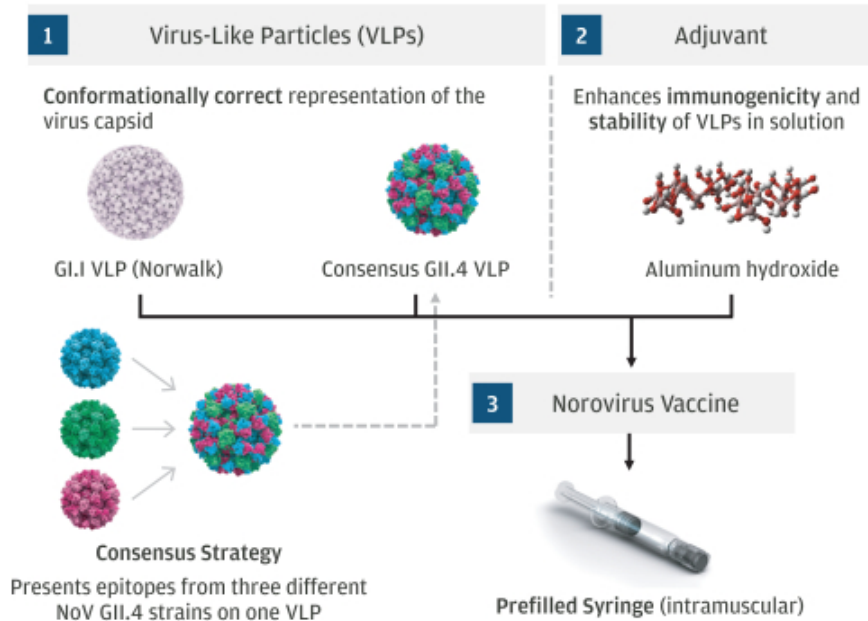 1
Virus-Like Particles (VLPs)
2
Adjuvant
Conformationally correct representation of the
virus capsid
Enhances immunogenicity and
stability of VLPs in solution
GI.I VLP (Norwalk)
Consensus GII.4 VLP
Aluminum hydroxide
3
Norovirus Vaccine
Consensus Strategy
Presents epitopes from three different
NoV GII.4 strains on one VLP
Prefilled Syringe (intramuscular)